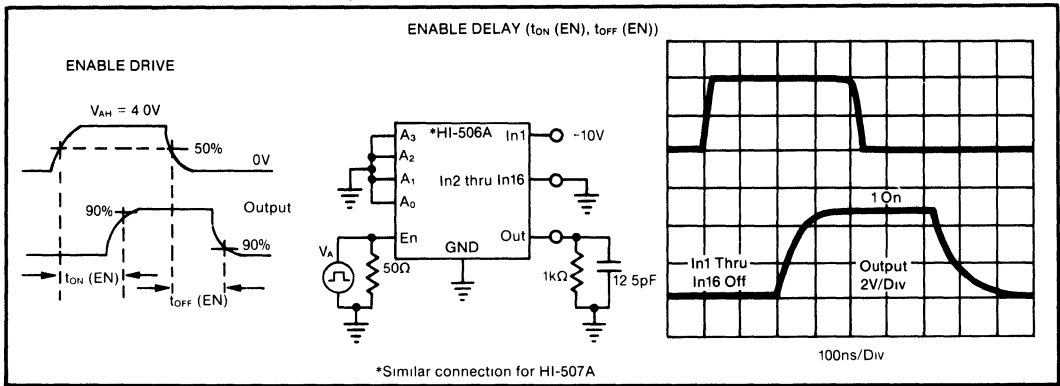 ENABLE DELAY (tON (EN), tOFF (EN))
ENABLE DRIVE
VAH = 4 0V
50%
0V
90%
Output
90%
tON (EN)
tOFF (EN)
A3
*HI-506A
In1
-10V
A2
A1
In2 thru In16
A0
En
Out
GND
VA
50Ω
1kΩ
12 5pF
*Similar connection for HI-507A
1 On
In1 Thru
In16 Off
Output
2V/Div
100ns/Div